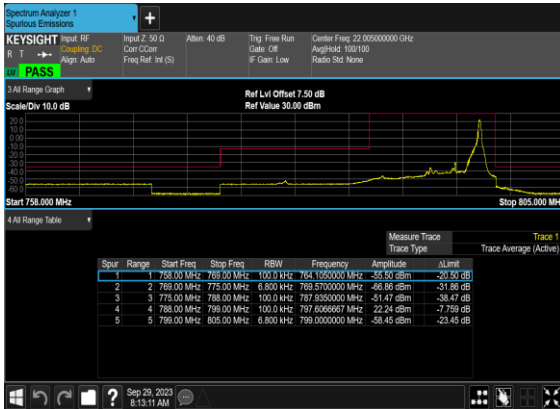 Spectrum Analyzer 1
Spurious Emissions
KEYSIGHT Input: RF Input Z: 50 Ω Atten: 40 dB Trig: Free Run Center Freq: 22.005000000 GHz
R T Coupling: DC Corr CCorr Gate: Off Avg|Hold: 100/100
Align: Auto Freq Ref: Int (S) IF Gain: Low Radio Std: None
PASS
3 All Range Graph Ref Lvl Offset 7.50 dB
Scale/Div 10.0 dB Ref Value 30.00 dBm
20.0
10.0
0.00
-10.0
-20.0
-30.0
-40.0
-50.0
-60.0
Start 758.000 MHz Stop 805.000 MH
4 All Range Table
Measure Trace Trace 1
Trace Type Trace Average (Active)
Spur Range Start Freq Stop Freq RBW Frequency Amplitude ΔLimit
1 1 758.00 MHz 769.00 MHz 100.0 kHz 764.1050000 MHz -55.50 dBm -20.50 dB
2 2 769.00 MHz 775.00 MHz 6.800 kHz 769.5700000 MHz -66.86 dBm -31.86 dB
3 3 775.00 MHz 788.00 MHz 100.0 kHz 787.9350000 MHz -51.47 dBm -38.47 dB
4 4 788.00 MHz 799.00 MHz 100.0 kHz 797.6066667 MHz 22.24 dBm -7.759 dB
5 5 799.00 MHz 805.00 MHz 6.800 kHz 799.0000000 MHz -58.45 dBm -23.45 dB
Sep 29, 2023
8:13:11 AM